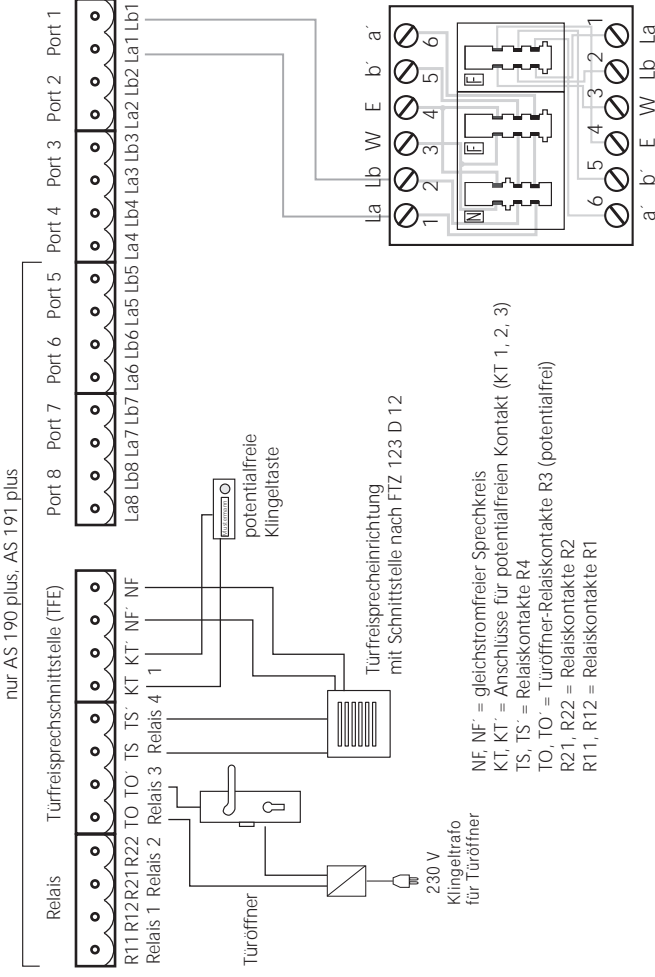 nur AS 190 plus, AS 191 plus
Relais
Türfreisprechschnittstelle (TFE)
Port 8 Port 7 Port 6 Port 5 Port 4 Port 3 Port 2 Port 1
R11 R12 R21 R22 TO TO´ TS TS´ KT KT´ NF´ NF
La8 Lb8 La7 Lb7 La6 Lb6 La5 Lb5 La4 Lb4 La3 Lb3 La2 Lb2 La1 Lb1
Relais 1 Relais 2 Relais 3 Relais 4 1
Türöffner
potentialfreie
Klingeltaste
Türfreisprecheinrichtung
mit Schnittstelle nach FTZ 123 D 12
230 V
Klingeltrafo
für Türöffner
NF, NF´ = gleichstromfreier Sprechkreis
KT, KT´ = Anschlüsse für potentialfreien Kontakt (KT 1, 2, 3)
TS, TS´ = Relaiskontakte R4
TO, TO´ = Türöffner-Relaiskontakte R3 (potentialfrei)
R21, R22 = Relaiskontakte R2
R11, R12 = Relaiskontakte R1
La Lb W E b´ a´
1 2 3 4 5 6
N F F
6 5 4 3 2 1
a´ b´ E W Lb La